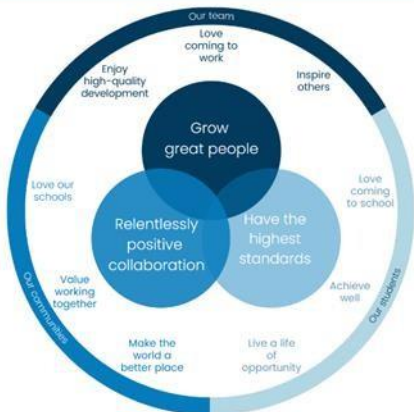 Our team
Love
coming to
work
Enjoy
high-quality
development
Inspire
others
Grow
great people
Love our
schools
Love
coming
to school
Relentlessly
positive
collaboration
Have the
highest
standards
Value
working
together
Achieve
well
Our communities
Our students
Make the
world a
better place
Live a life
of
opportunity